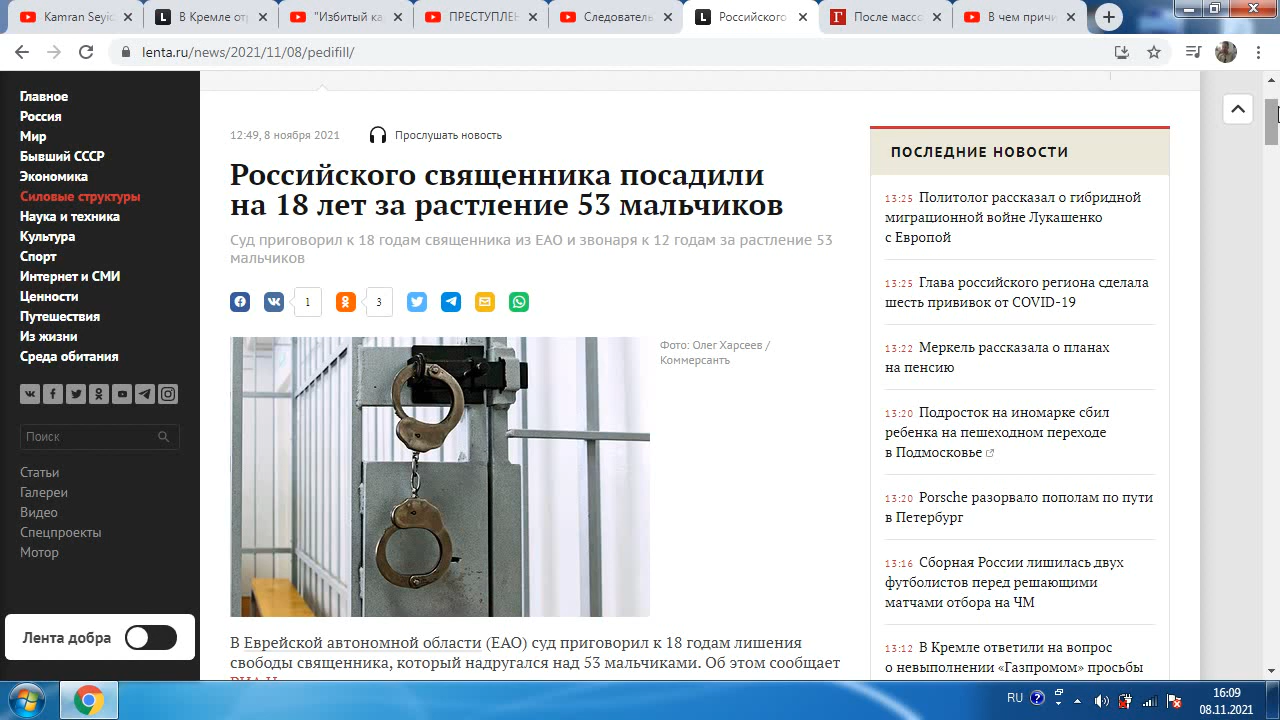 Kamran Seyid
В Кремле от
"Избитый ка
ПРЕСТУПЛЕН
Следователь
Российского
После массо
В чем причи
lenta.ru/news/2021/11/08/pedifill/
Главное
Россия
Мир
Бывший СССР
Экономика
Силовые структуры
Наука и техника
Культура
Спорт
Интернет и СМИ
Ценности
Путешествия
Из жизни
Среда обитания
Поиск
Статьи
Галереи
Видео
Спецпроекты
Мотор
Лента добра
12:49, 8 ноября 2021
Прослушать новость
Российского священника посадили
на 18 лет за растление 53 мальчиков
Суд приговорил к 18 годам священника из ЕАО и звонаря к 12 годам за растление 53
мальчиков
1
3
Фото: Олег Харсеев /
Коммерсантъ
В Еврейской автономной области (ЕАО) суд приговорил к 18 годам лишения
свободы священника, который надругался над 53 мальчиками. Об этом сообщает
ПОСЛЕДНИЕ НОВОСТИ
13:25 Политолог рассказал о гибридной
миграционной войне Лукашенко
с Европой
13:25 Глава российского региона сделала
шесть прививок от COVID-19
13:22 Меркель рассказала о планах
на пенсию
13:20 Подросток на иномарке сбил
ребенка на пешеходном переходе
в Подмосковье
13:20 Porsche разорвало пополам по пути
в Петербург
13:16 Сборная России лишилась двух
футболистов перед решающими
матчами отбора на ЧМ
13:12 В Кремле ответили на вопрос
о невыполнении «Газпромом» просьбы
RU
16:09
08.11.2021